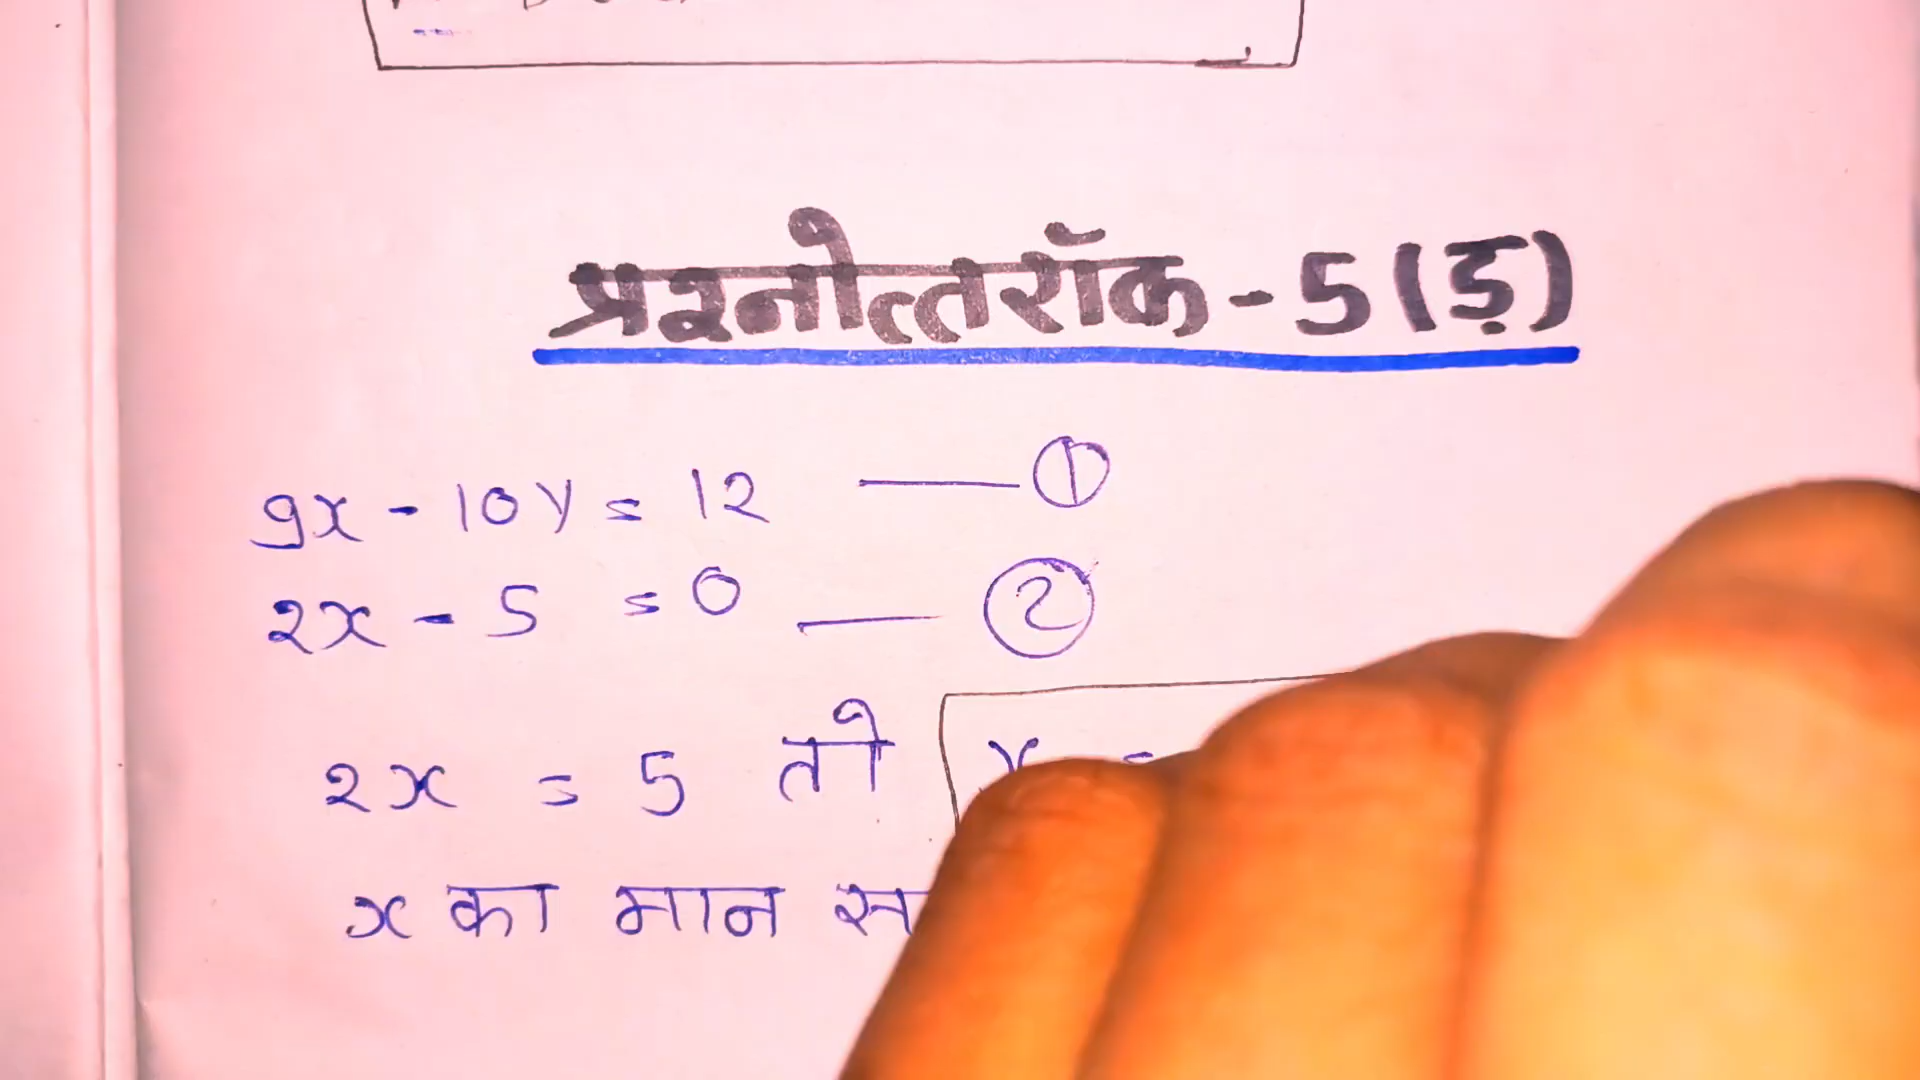 प्रश्नोत्तरॉक-5(ड़)
9x - 10y = 12 —— ①
2x - 5 = 0 —— ②
2x = 5 तो x =
x का मान स